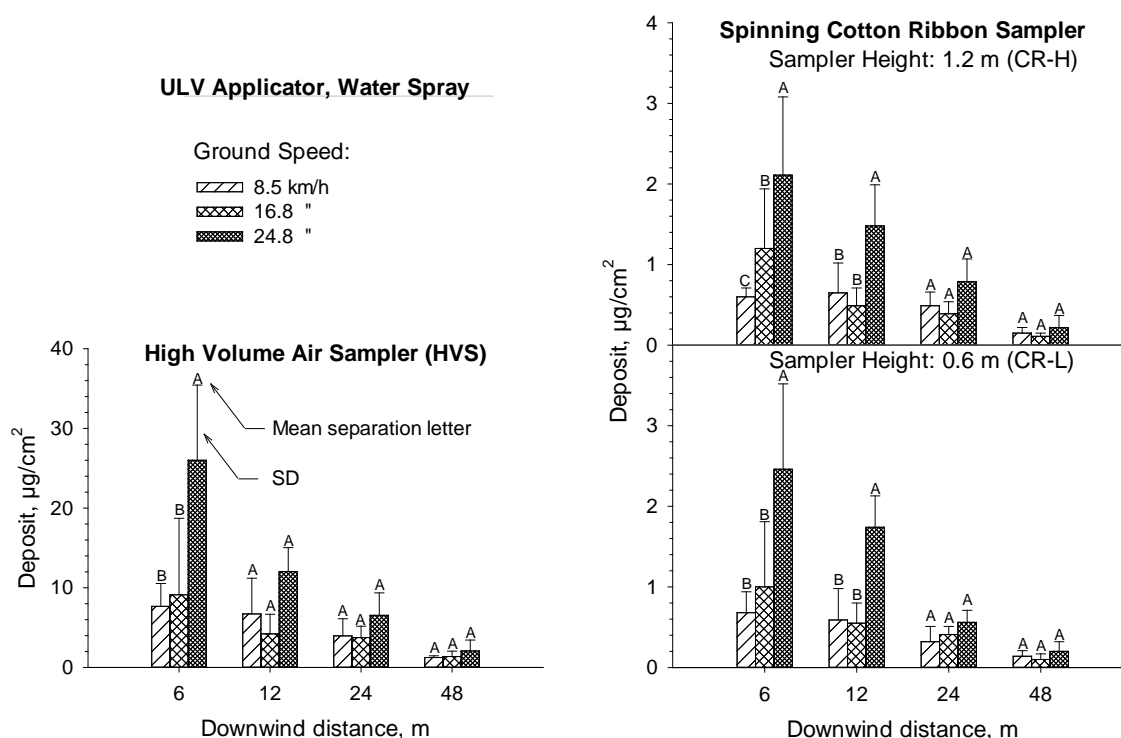 ULV Applicator, Water Spray
Ground Speed:
8.5 km/h
16.8 "
24.8 "
High Volume Air Sampler (HVS)
Mean separation letter
SD
Deposit, µg/cm²
40
30
20
10
0
B B A
A A A
A A A
A A A
6 12 24 48
Downwind distance, m
Spinning Cotton Ribbon Sampler
Sampler Height: 1.2 m (CR-H)
4
3
2
1
0
C B A
B B A
A A A
A A A
Deposit, µg/cm²
Sampler Height: 0.6 m (CR-L)
3
2
1
0
B B A
B B A
A A A
A A A
6 12 24 48
Downwind distance, m